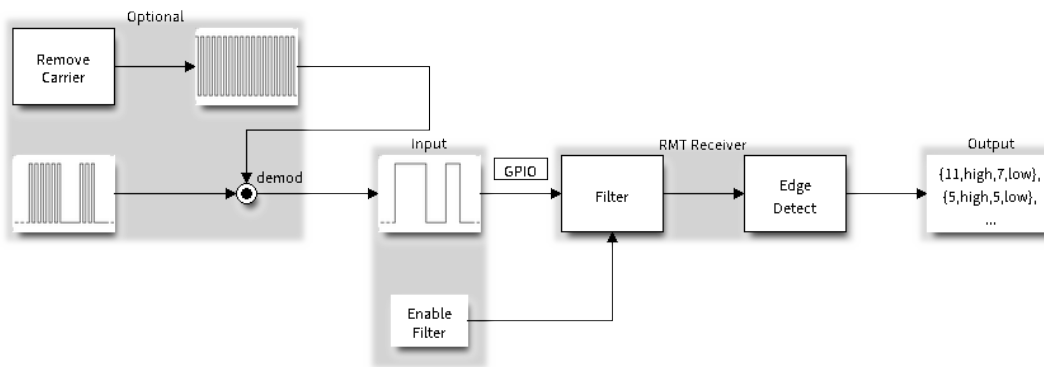 Optional
Remove
Carrier
demod
Input
GPIO
Enable
Filter
RMT Receiver
Filter
Edge
Detect
Output
{11,high,7,low},
{5,high,5,low},
...